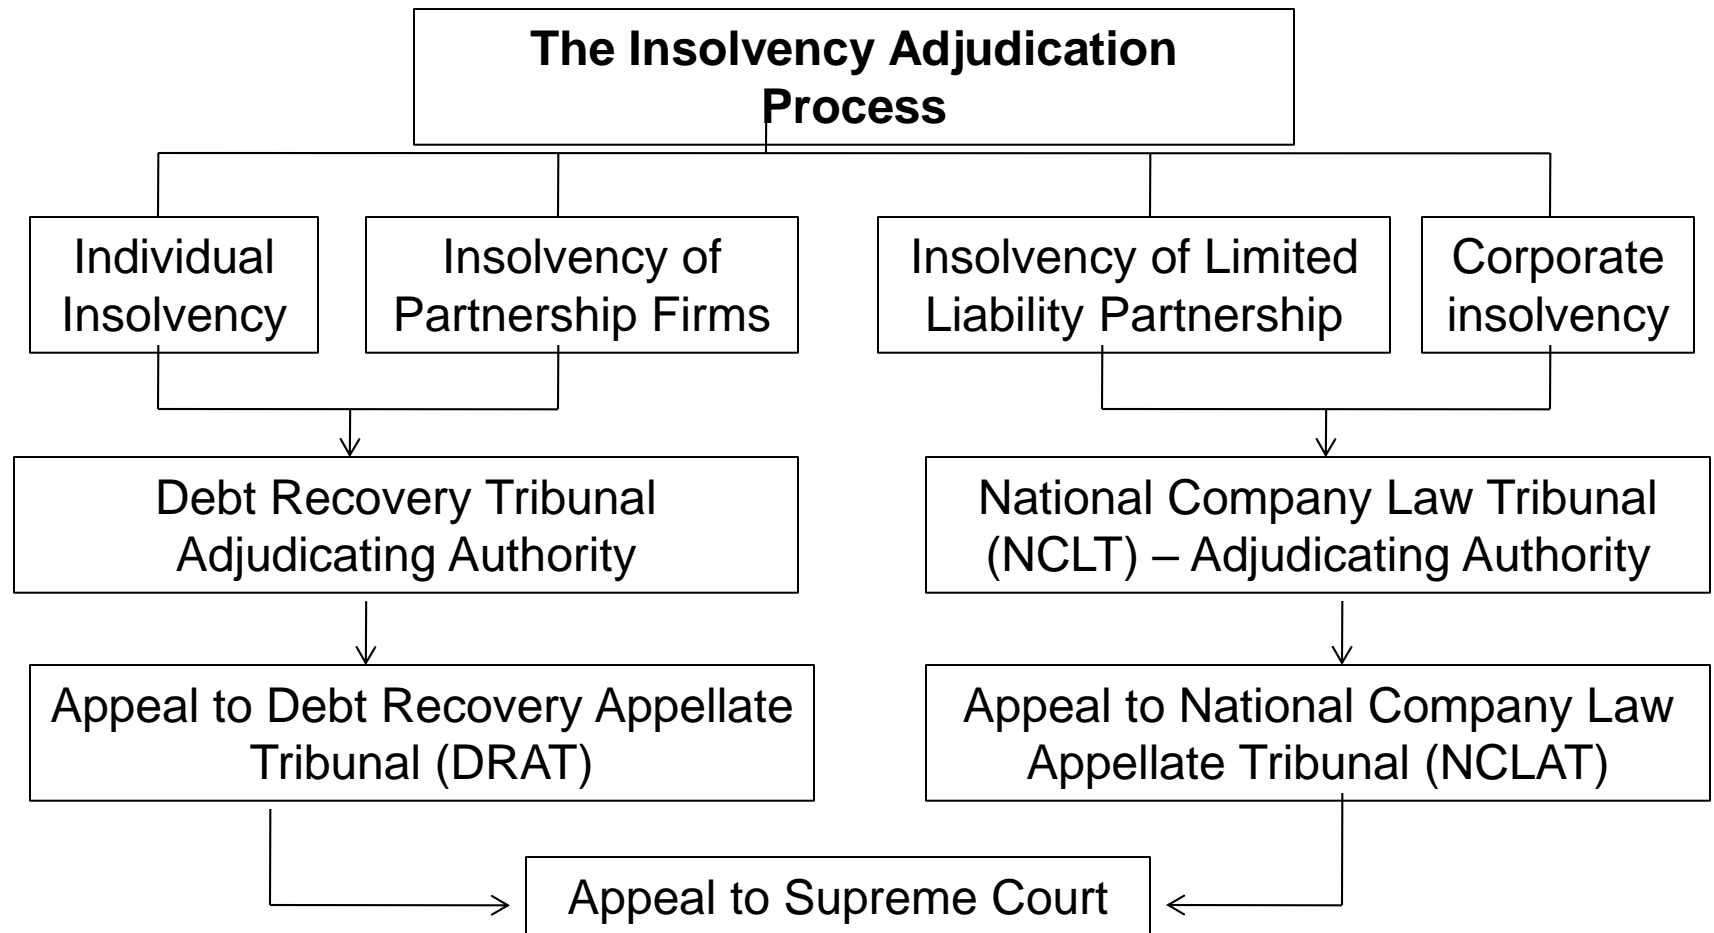 The Insolvency Adjudication
Process
Individual
Insolvency
Insolvency of
Partnership Firms
Insolvency of Limited
Liability Partnership
Corporate
insolvency
Debt Recovery Tribunal
Adjudicating Authority
National Company Law Tribunal
(NCLT) – Adjudicating Authority
Appeal to Debt Recovery Appellate
Tribunal (DRAT)
Appeal to National Company Law
Appellate Tribunal (NCLAT)
Appeal to Supreme Court